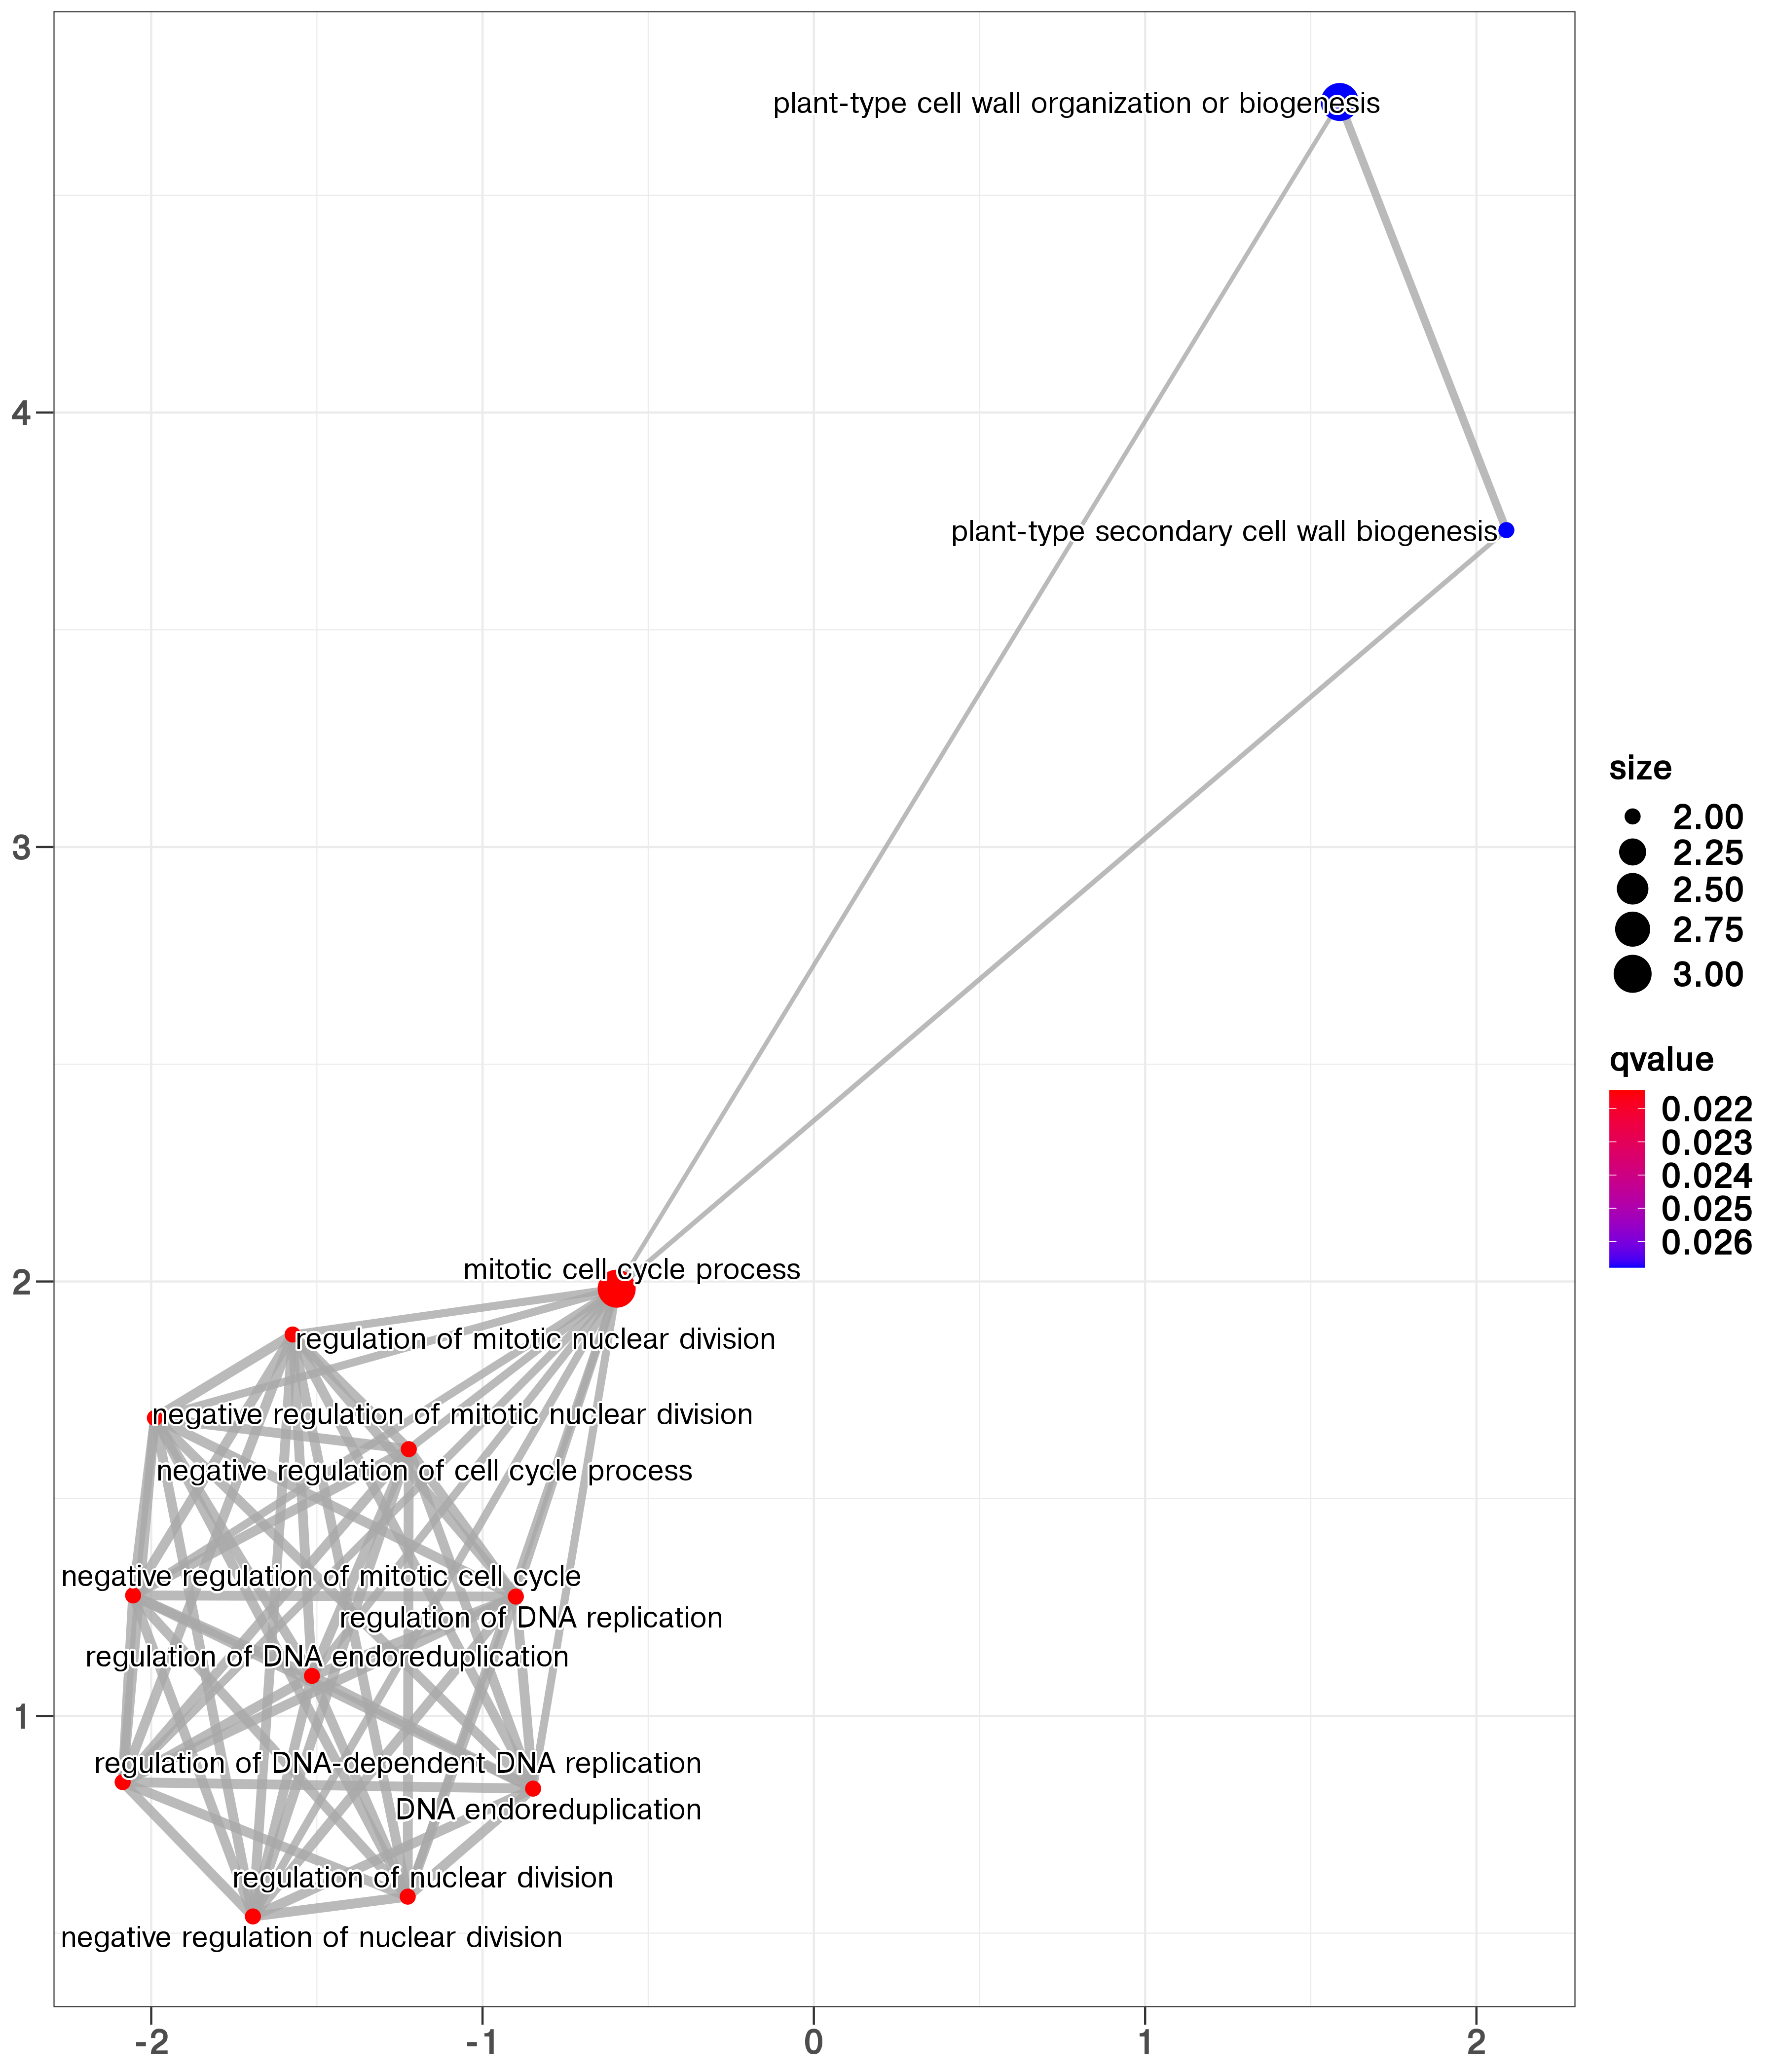 plant-type cell wall organization or biogenesis
4
plant-type secondary cell wall biogenesis
3
size
2.00
2.25
2.50
2.75
3.00
qvalue
0.022
0.023
0.024
0.025
0.026
2
mitotic cell cycle process
regulation of mitotic nuclear division
negative regulation of mitotic nuclear division
negative regulation of cell cycle process
negative regulation of mitotic cell cycle
regulation of DNA replication
regulation of DNA endoreduplication
1
regulation of DNA-dependent DNA replication
DNA endoreduplication
regulation of nuclear division
negative regulation of nuclear division
-2 -1 0 1 2